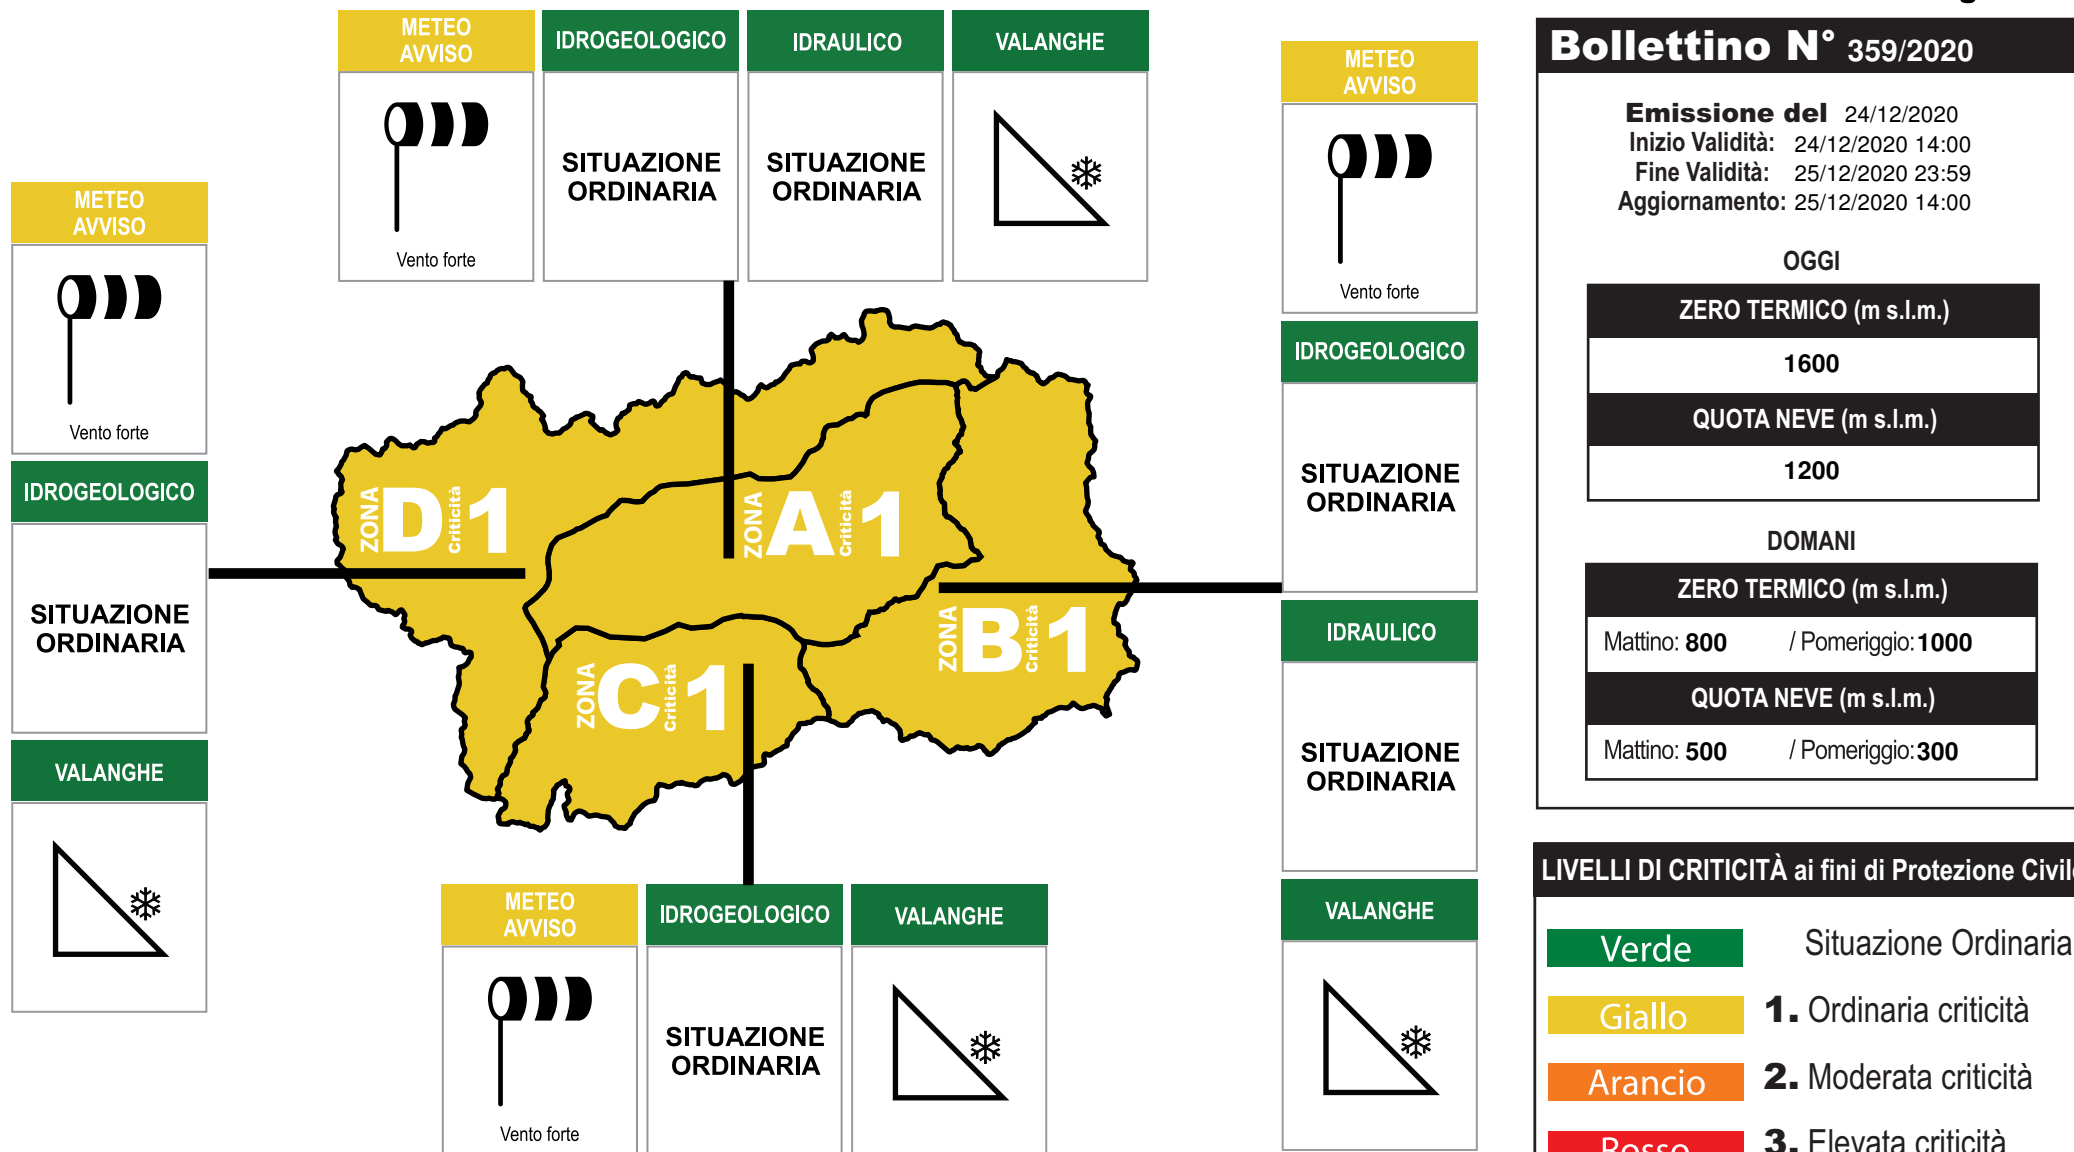 METEO
AVVISO
Vento forte
IDROGEOLOGICO
SITUAZIONE
ORDINARIA
IDRAULICO
SITUAZIONE
ORDINARIA
VALANGHE
METEO
AVVISO
Vento forte
IDROGEOLOGICO
SITUAZIONE
ORDINARIA
VALANGHE
ZONA D Criticità 1
ZONA A Criticità 1
ZONA B Criticità 1
ZONA C Criticità 1
METEO
AVVISO
Vento forte
IDROGEOLOGICO
SITUAZIONE
ORDINARIA
VALANGHE
METEO
AVVISO
Vento forte
IDROGEOLOGICO
SITUAZIONE
ORDINARIA
IDRAULICO
SITUAZIONE
ORDINARIA
VALANGHE
Bollettino N° 359/2020
Emissione del 24/12/2020
Inizio Validità: 24/12/2020 14:00
Fine Validità: 25/12/2020 23:59
Aggiornamento: 25/12/2020 14:00
OGGI
ZERO TERMICO (m s.l.m.)
1600
QUOTA NEVE (m s.l.m.)
1200
DOMANI
ZERO TERMICO (m s.l.m.)
Mattino: 800 / Pomeriggio: 1000
QUOTA NEVE (m s.l.m.)
Mattino: 500 / Pomeriggio: 300
LIVELLI DI CRITICITÀ ai fini di Protezione Civile
Verde Situazione Ordinaria
Giallo 1. Ordinaria criticità
Arancio 2. Moderata criticità
Rosso 3. Elevata criticità